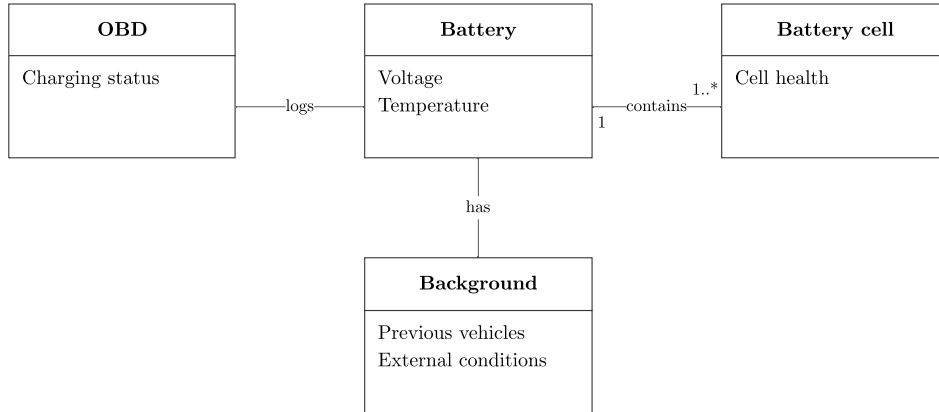 OBD
Charging status
logs
Battery
Voltage
Temperature
1
contains
1..*
Battery cell
Cell health
has
Background
Previous vehicles
External conditions